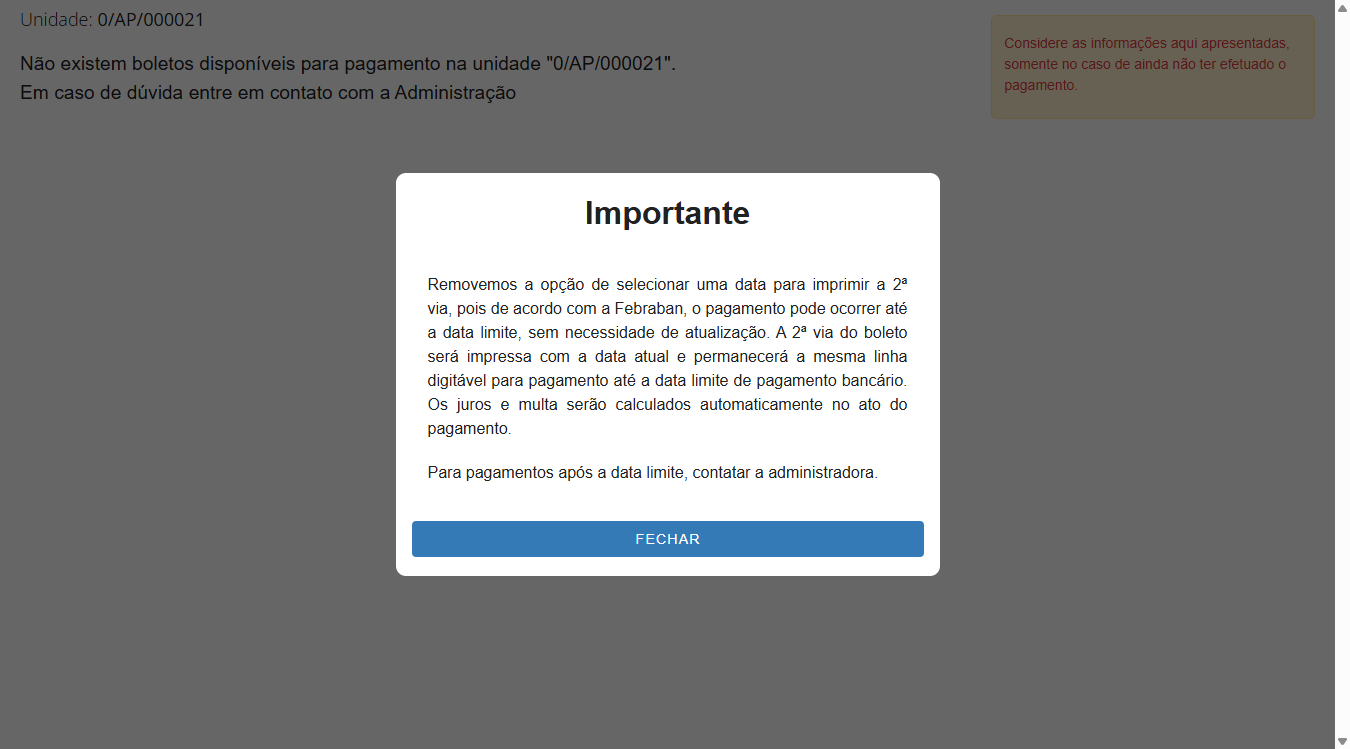 Unidade: 0/AP/000021
Não existem boletos disponíveis para pagamento na unidade "0/AP/000021".
Em caso de dúvida entre em contato com a Administração
Considere as informações aqui apresentadas,
somente no caso de ainda não ter efetuado o
pagamento.
Importante
Removemos a opção de selecionar uma data para imprimir a 2ª
via, pois de acordo com a Febraban, o pagamento pode ocorrer até
a data limite, sem necessidade de atualização. A 2ª via do boleto
será impressa com a data atual e permanecerá a mesma linha
digitável para pagamento até a data limite de pagamento bancário.
Os juros e multa serão calculados automaticamente no ato do
pagamento.
Para pagamentos após a data limite, contatar a administradora.
FECHAR